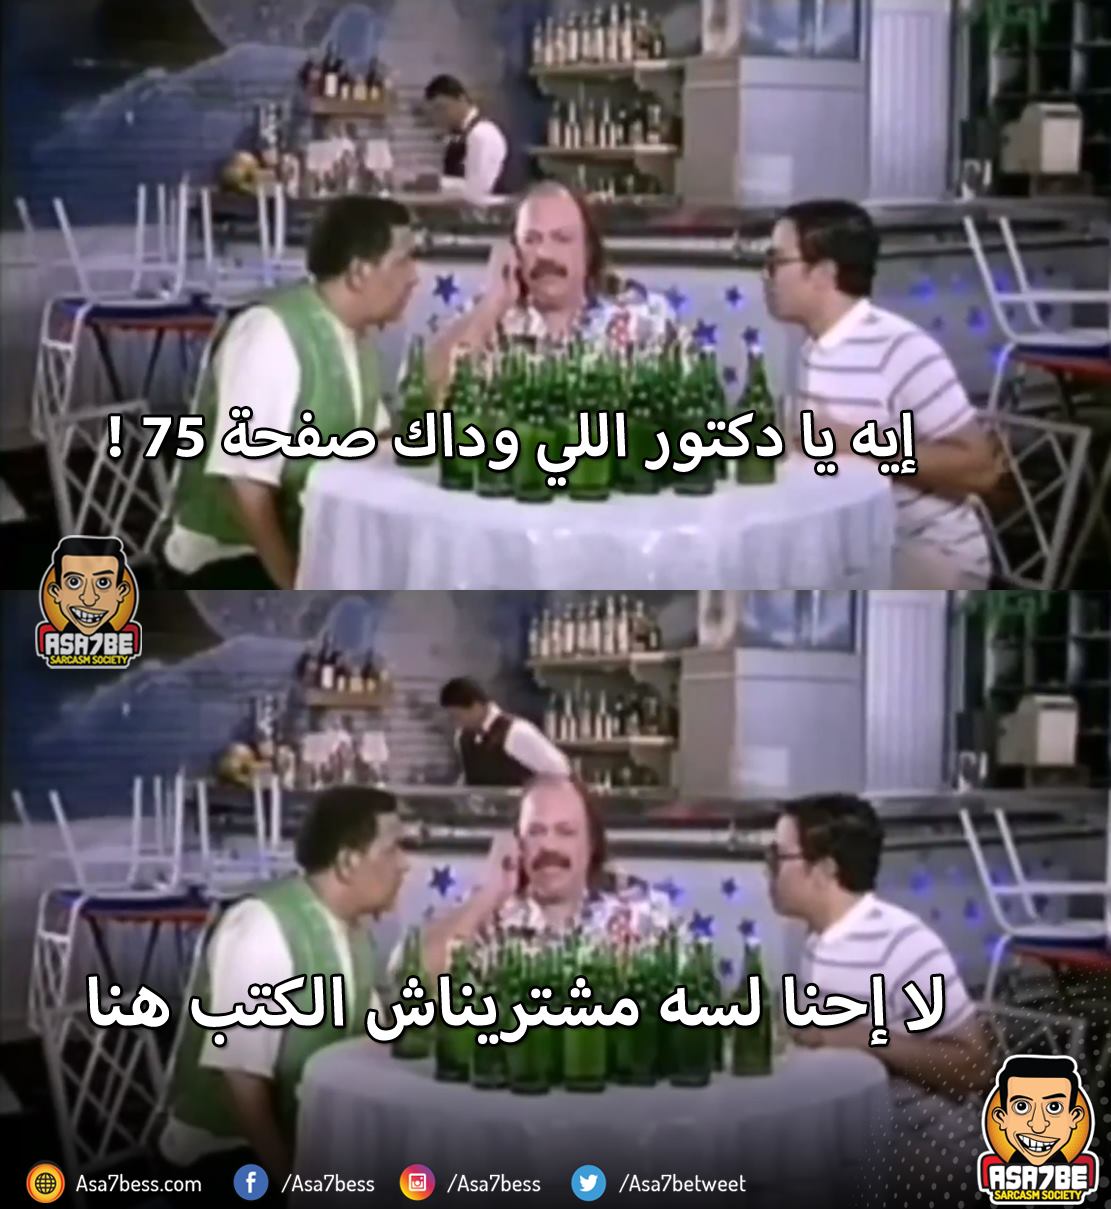 إيه يا دكتور اللي وداك صفحة 75 !
ASA7BE
SARCASM SOCIETY
لا إحنا لسه مشتريناش الكتب هنا
ASA7BE
SARCASM SOCIETY
Asa7bess.com
/Asa7bess
/Asa7bess
/Asa7betweet